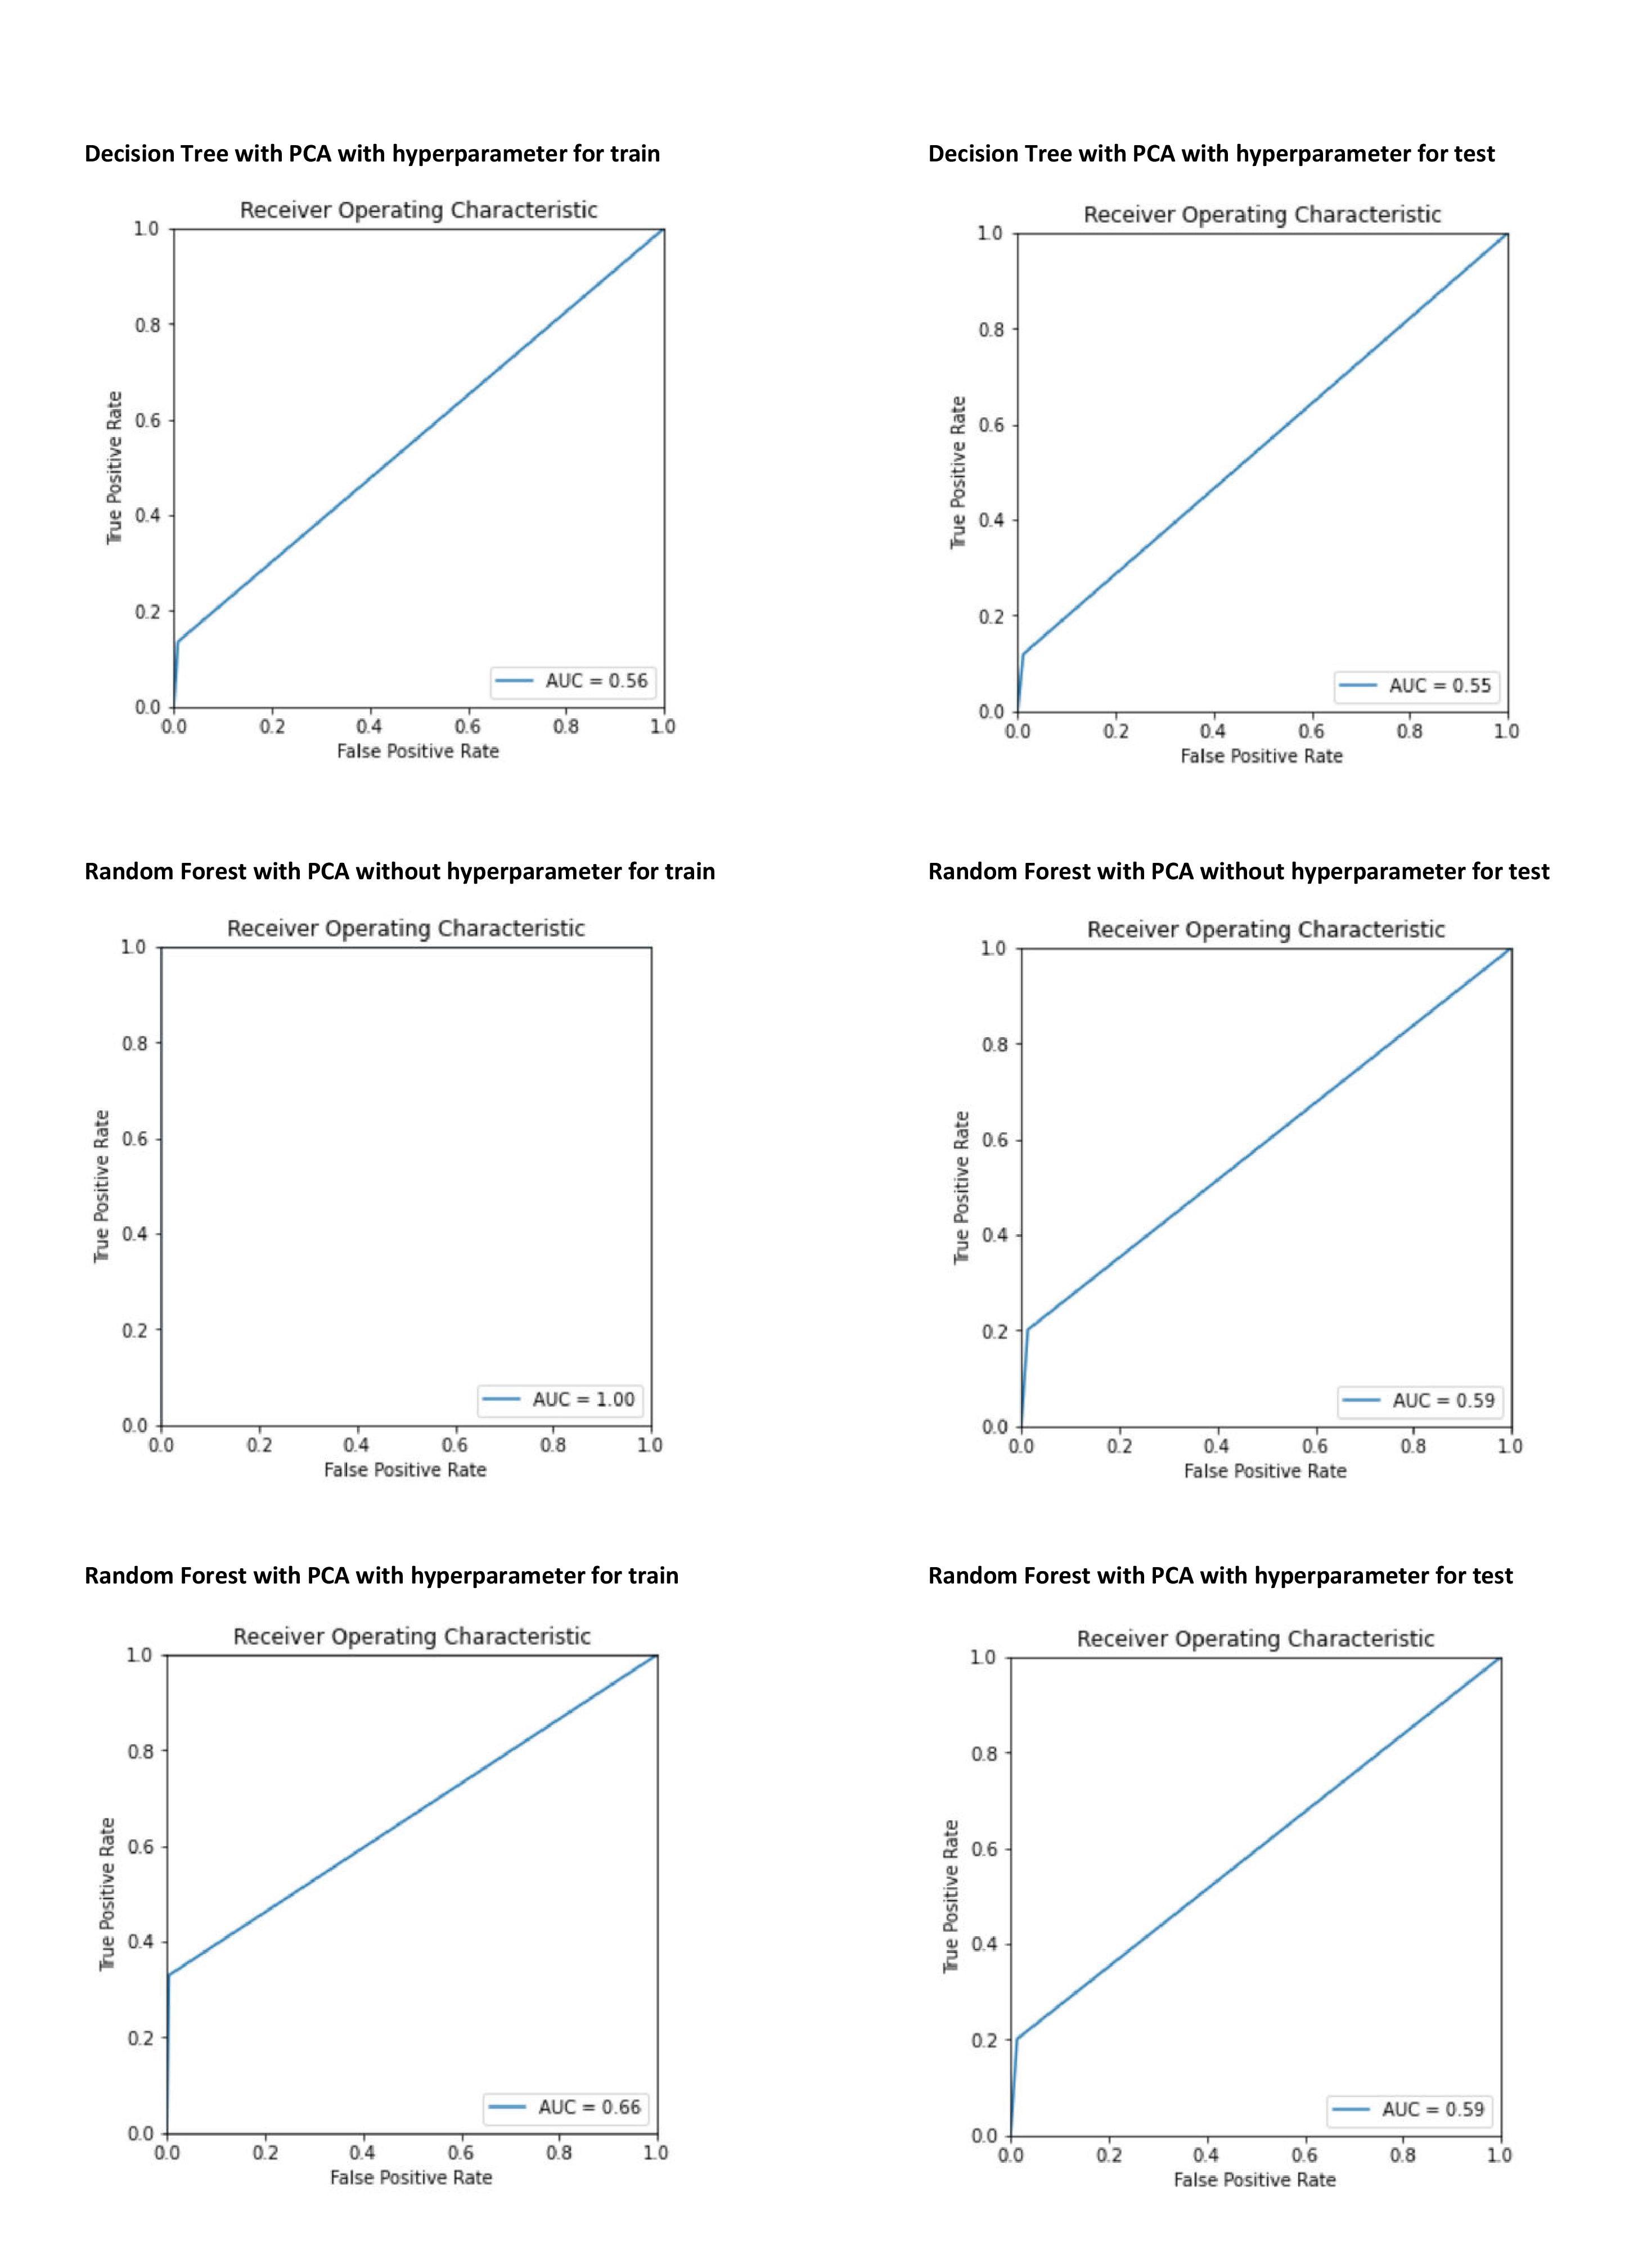 Decision Tree with PCA with hyperparameter for train
Receiver Operating Characteristic
1.0
0.8
0.6
0.4
0.2
0.0
True Positive Rate
AUC = 0.56
0.0 0.2 0.4 0.6 0.8 1.0
False Positive Rate
Decision Tree with PCA with hyperparameter for test
Receiver Operating Characteristic
1.0
0.8
0.6
0.4
0.2
0.0
True Positive Rate
AUC = 0.55
0.0 0.2 0.4 0.6 0.8 1.0
False Positive Rate
Random Forest with PCA without hyperparameter for train
Receiver Operating Characteristic
1.0
0.8
0.6
0.4
0.2
0.0
True Positive Rate
AUC = 1.00
0.0 0.2 0.4 0.6 0.8 1.0
False Positive Rate
Random Forest with PCA without hyperparameter for test
Receiver Operating Characteristic
1.0
0.8
0.6
0.4
0.2
0.0
True Positive Rate
AUC = 0.59
0.0 0.2 0.4 0.6 0.8 1.0
False Positive Rate
Random Forest with PCA with hyperparameter for train
Receiver Operating Characteristic
1.0
0.8
0.6
0.4
0.2
0.0
True Positive Rate
AUC = 0.66
0.0 0.2 0.4 0.6 0.8 1.0
False Positive Rate
Random Forest with PCA with hyperparameter for test
Receiver Operating Characteristic
1.0
0.8
0.6
0.4
0.2
0.0
True Positive Rate
AUC = 0.59
0.0 0.2 0.4 0.6 0.8 1.0
False Positive Rate